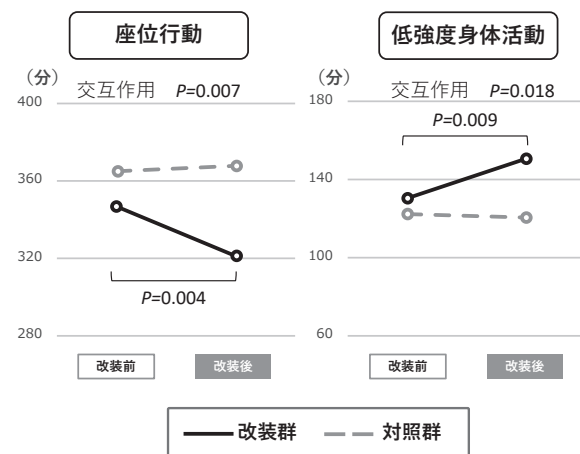 座位行動
(分)
交互作用 P=0.007
400
360
320
280
P=0.004
改装前 改装後
低強度身体活動
(分)
交互作用 P=0.018
180
P=0.009
140
100
60
改装前 改装後
改装群 対照群